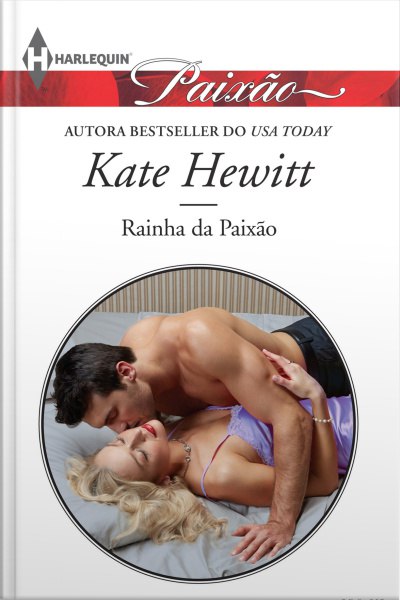 HARLEQUIN®
Paixão
AUTORA BESTSELLER DO USA TODAY
Kate Hewitt
Rainha da Paixão